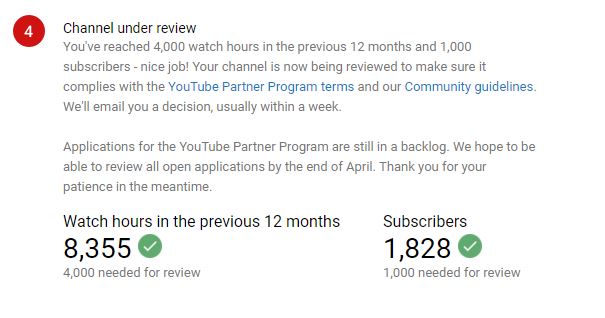 4
Channel under review
You've reached 4,000 watch hours in the previous 12 months and 1,000
subscribers - nice job! Your channel is now being reviewed to make sure it
complies with the YouTube Partner Program terms and our Community guidelines.
We'll email you a decision, usually within a week.
Applications for the YouTube Partner Program are still in a backlog. We hope to be
able to review all open applications by the end of April. Thank you for your
patience in the meantime.
Watch hours in the previous 12 months
8,355
4,000 needed for review
Subscribers
1,828
1,000 needed for review